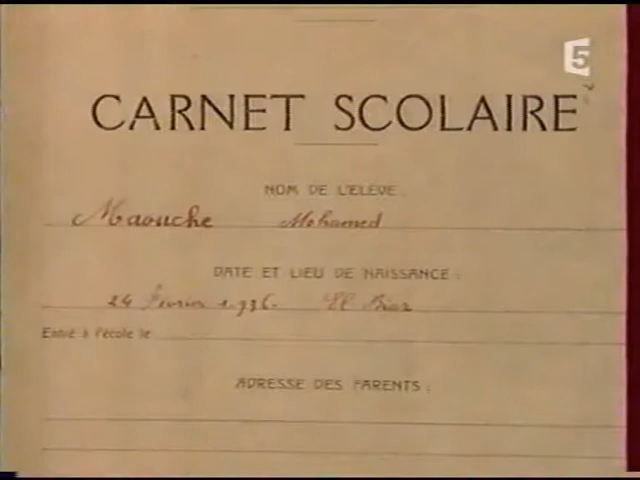 5
CARNET SCOLAIRE
NOM DE L'ÉLÈVE
Maouche Mohamed
DATE ET LIEU DE NAISSANCE :
24 Février 1936 El Biar
Entré à l'école le
ADRESSE DES PARENTS :